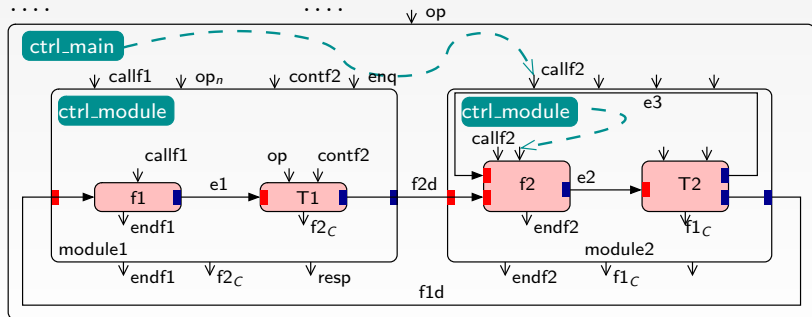 op
ctrl_main
callf1 opₙ contf2 enq callf2
ctrl_module ctrl_module e3
callf1 op contf2 callf2
f1 e1 T1 f2d f2 e2 T2
endf1 f2_C endf2 f1_C
module1 module2
endf1 f2_C resp endf2 f1_C
f1d